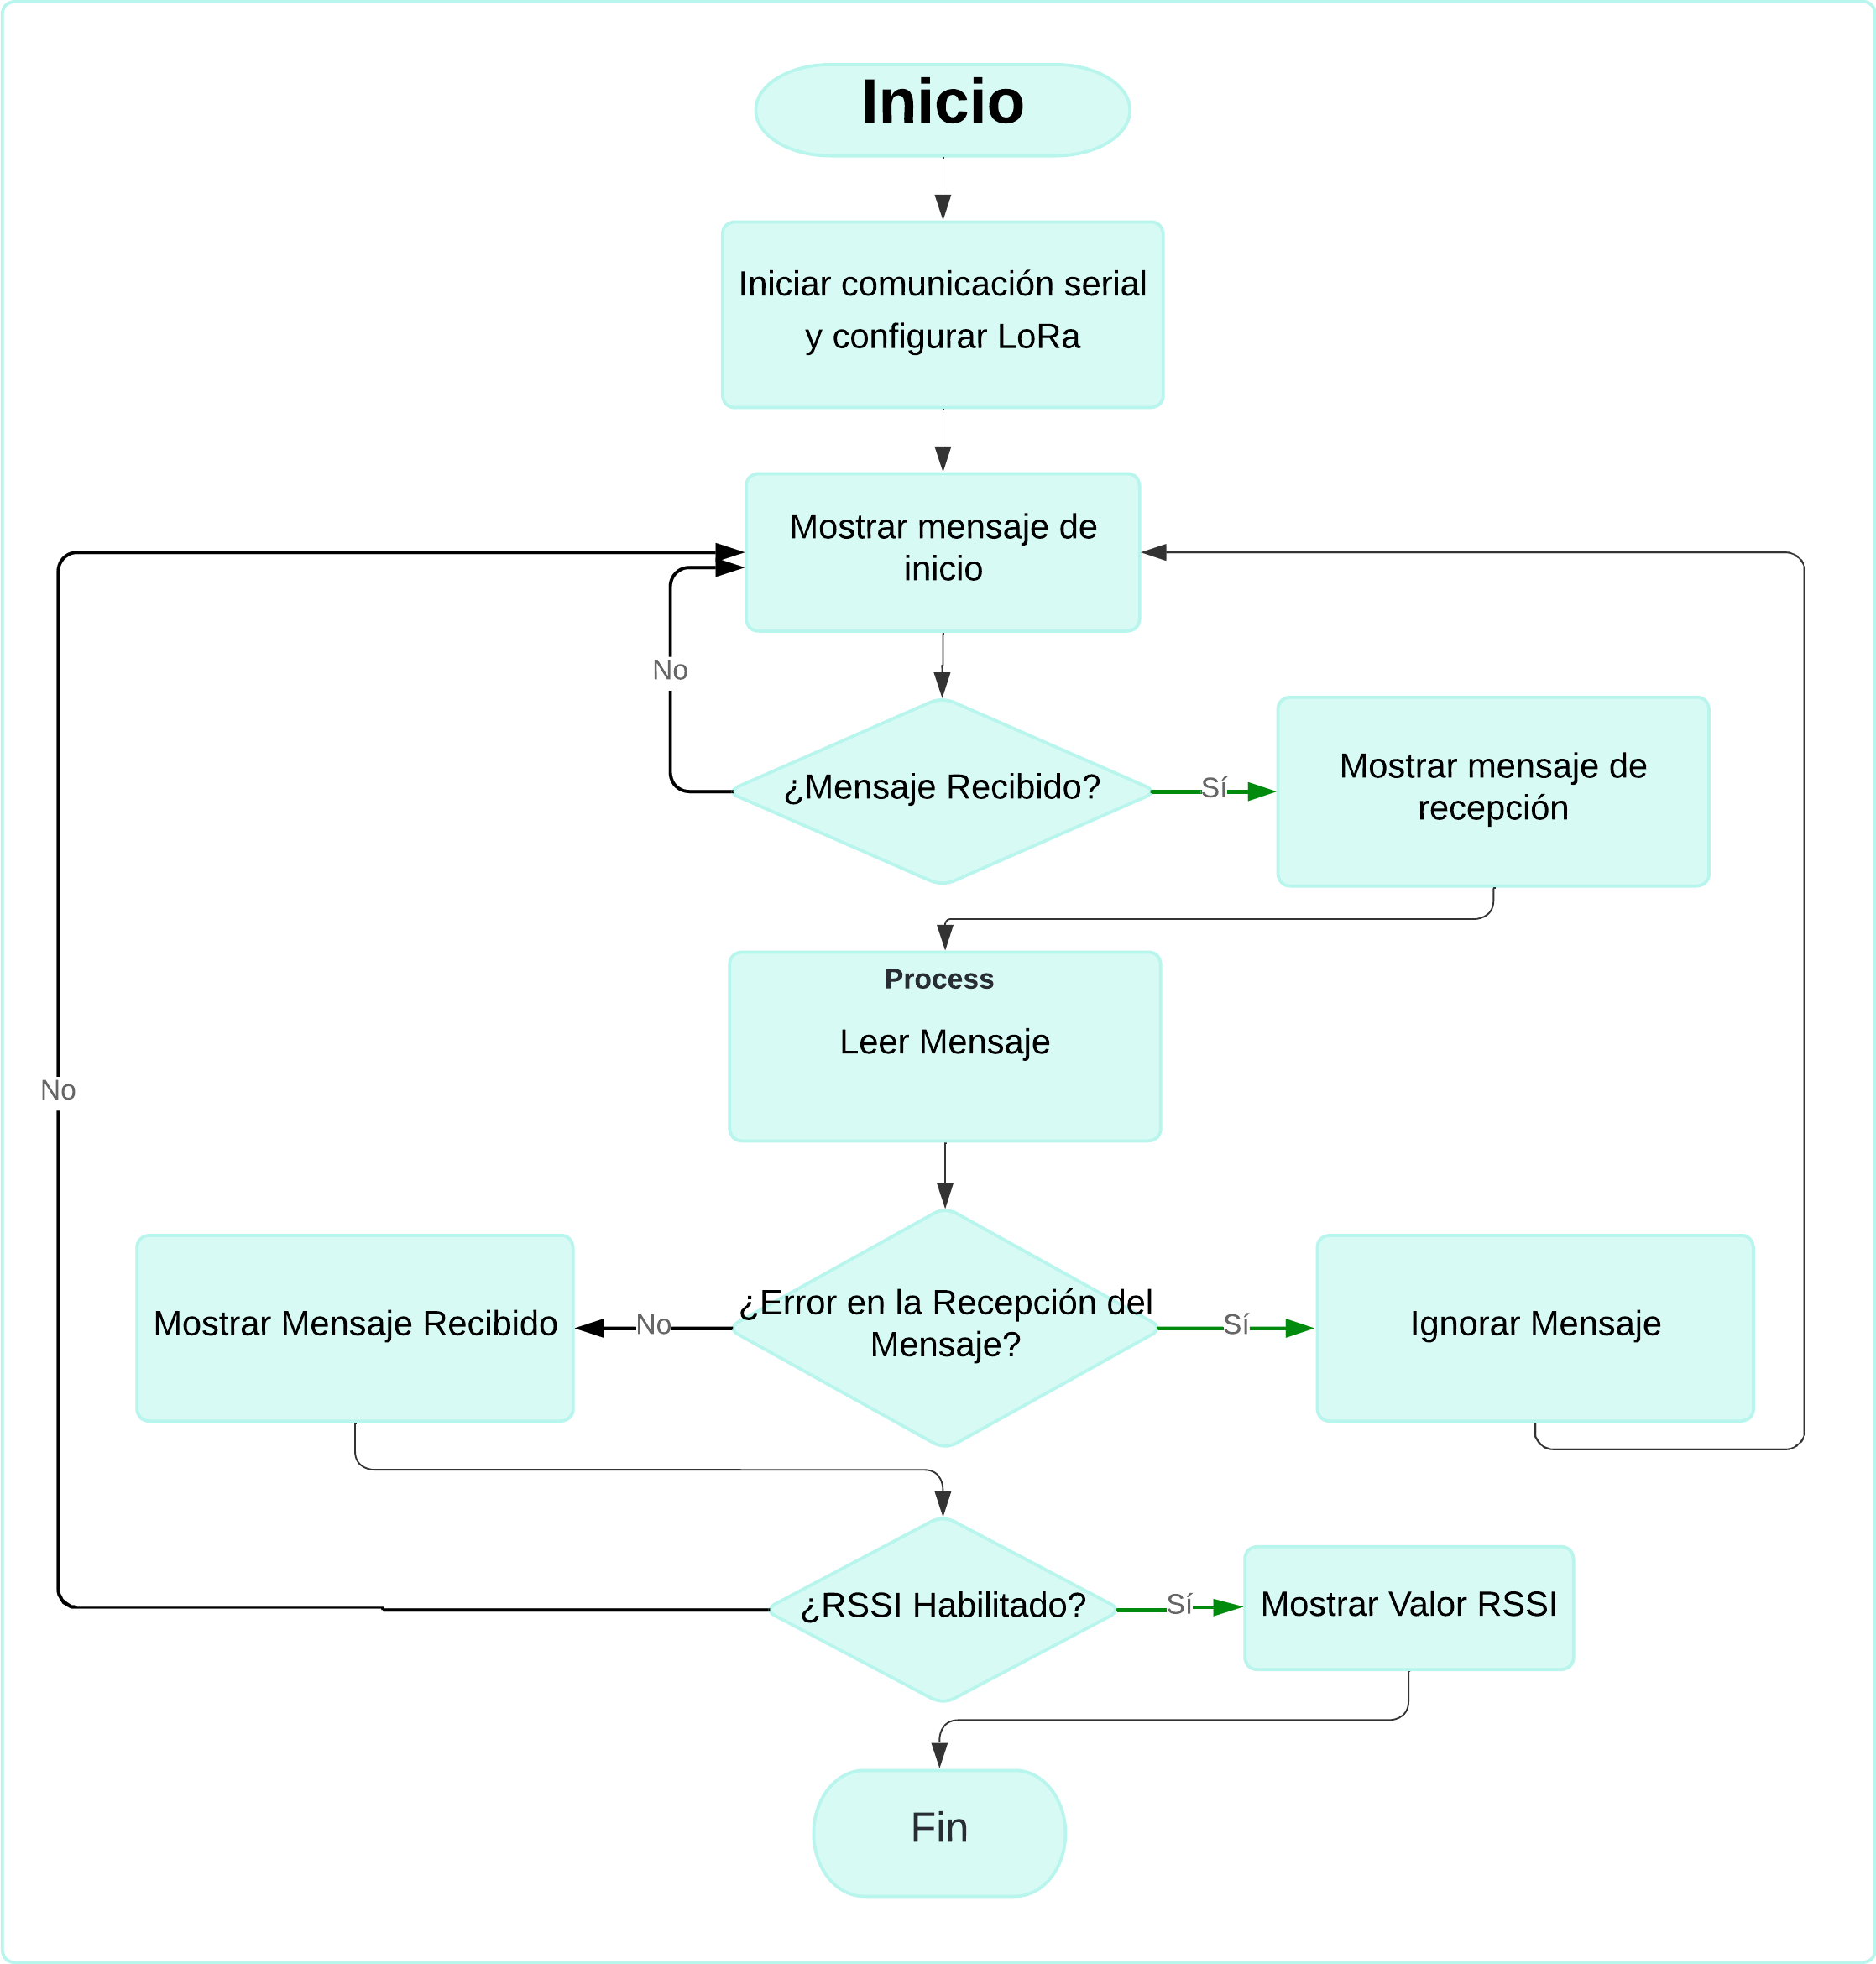 Inicio
Iniciar comunicación serial
y configurar LoRa
Mostrar mensaje de
inicio
No
¿Mensaje Recibido?
Sí
Mostrar mensaje de
recepción
Process
Leer Mensaje
No
Mostrar Mensaje Recibido
No
¿Error en la Recepción del
Mensaje?
Sí
Ignorar Mensaje
¿RSSI Habilitado?
Sí
Mostrar Valor RSSI
Fin